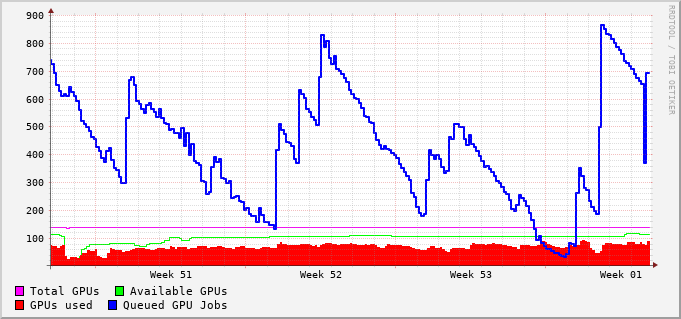 900
800
700
600
500
400
300
200
100
Week 51 Week 52 Week 53 Week 01
Total GPUs Available GPUs
GPUs used Queued GPU Jobs
RRDTOOL / TOBI OETIKER